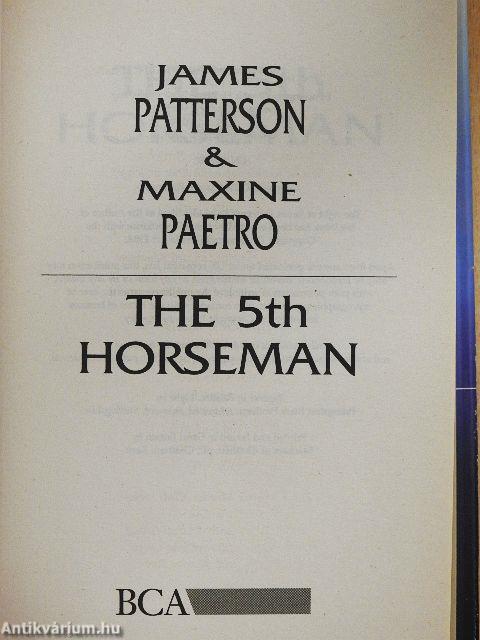 JAMES
PATTERSON
&
MAXINE
PAETRO
THE 5th
HORSEMAN
BCA
Antikvárium.hu